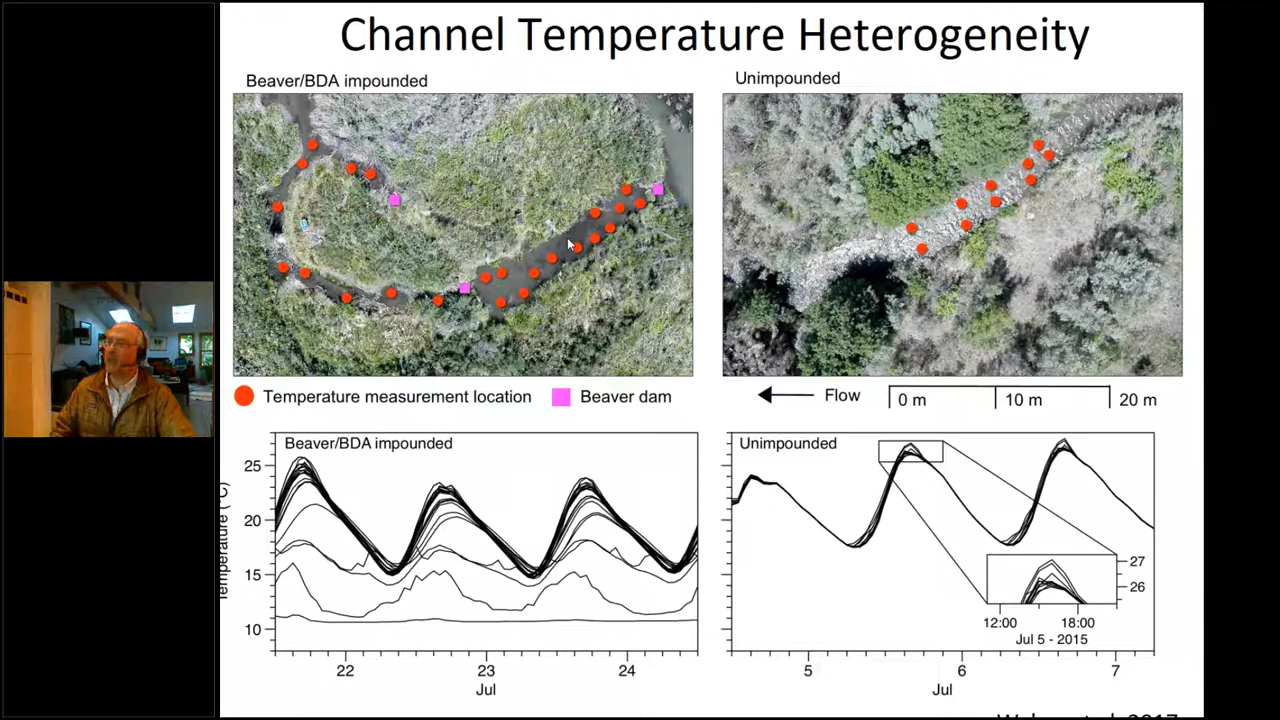 Channel Temperature Heterogeneity
Beaver/BDA impounded
Unimpounded
Temperature measurement location
Beaver dam
Flow
0 m
10 m
20 m
Beaver/BDA impounded
Unimpounded
Temperature (°C)
25
20
15
10
22
23
24
Jul
27
26
12:00
18:00
Jul 5 - 2015
5
6
7
Jul